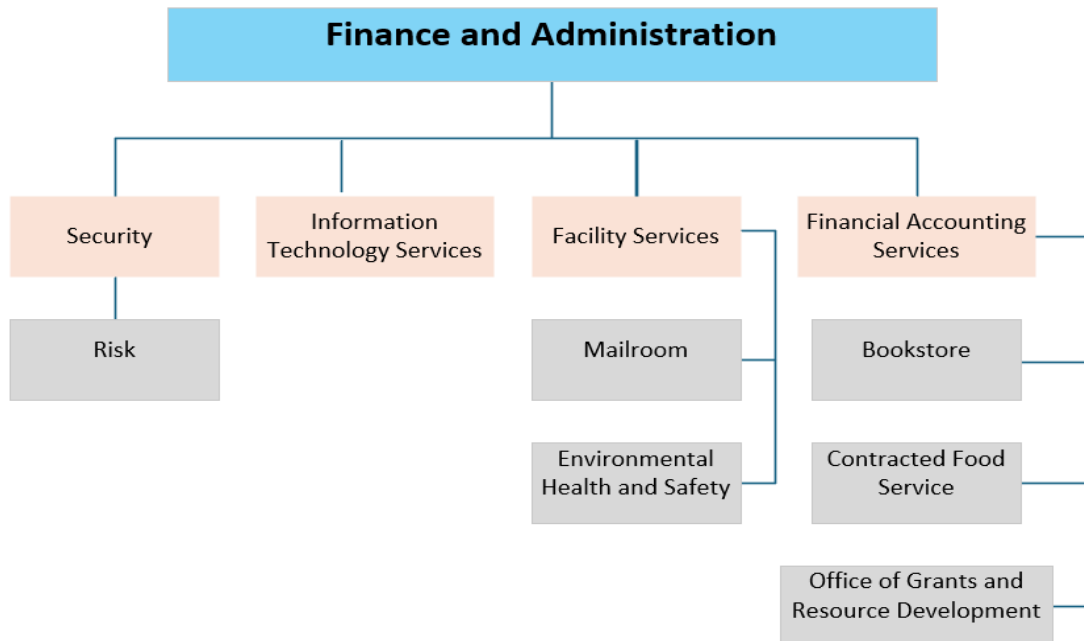 Finance and Administration
Security
Information
Technology Services
Facility Services
Financial Accounting
Services
Risk
Mailroom
Bookstore
Environmental
Health and Safety
Contracted Food
Service
Office of Grants and
Resource Development